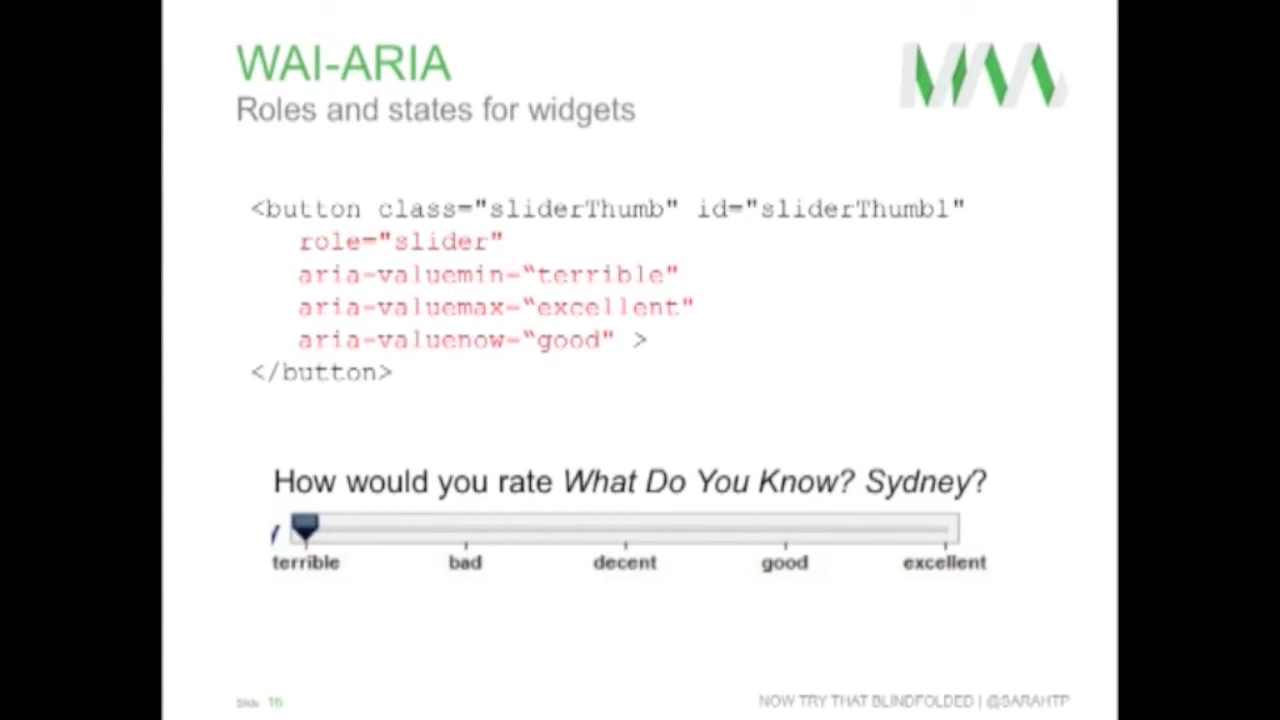 WAI-ARIA
Roles and states for widgets
<button class="sliderThumb" id="sliderThumb1"
role="slider"
aria-valuemin=“terrible"
aria-valuemax=“excellent"
aria-valuenow=“good" >
</button>
How would you rate What Do You Know? Sydney?
terrible bad decent good excellent
Slide 16
NOW TRY THAT BLINDFOLDED | @SARAHTP